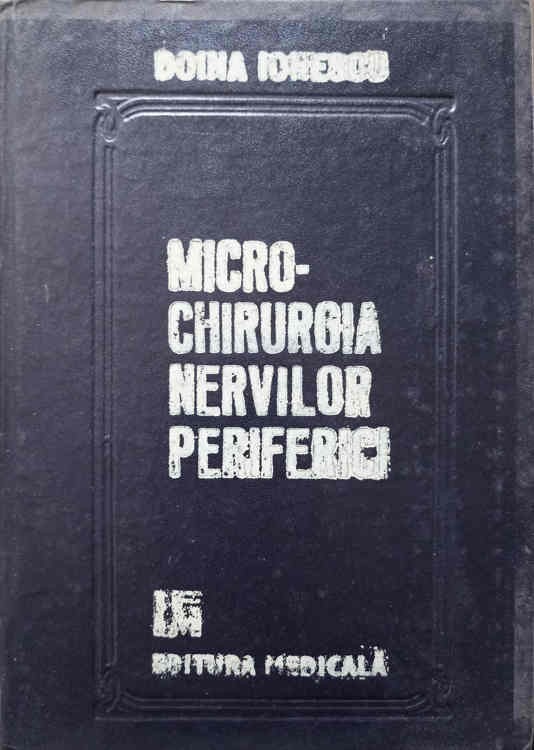 DOINA IONESCU
MICRO-
CHIRURGIA
NERVILOR
PERIFERICI
EDITURA MEDICALĂ